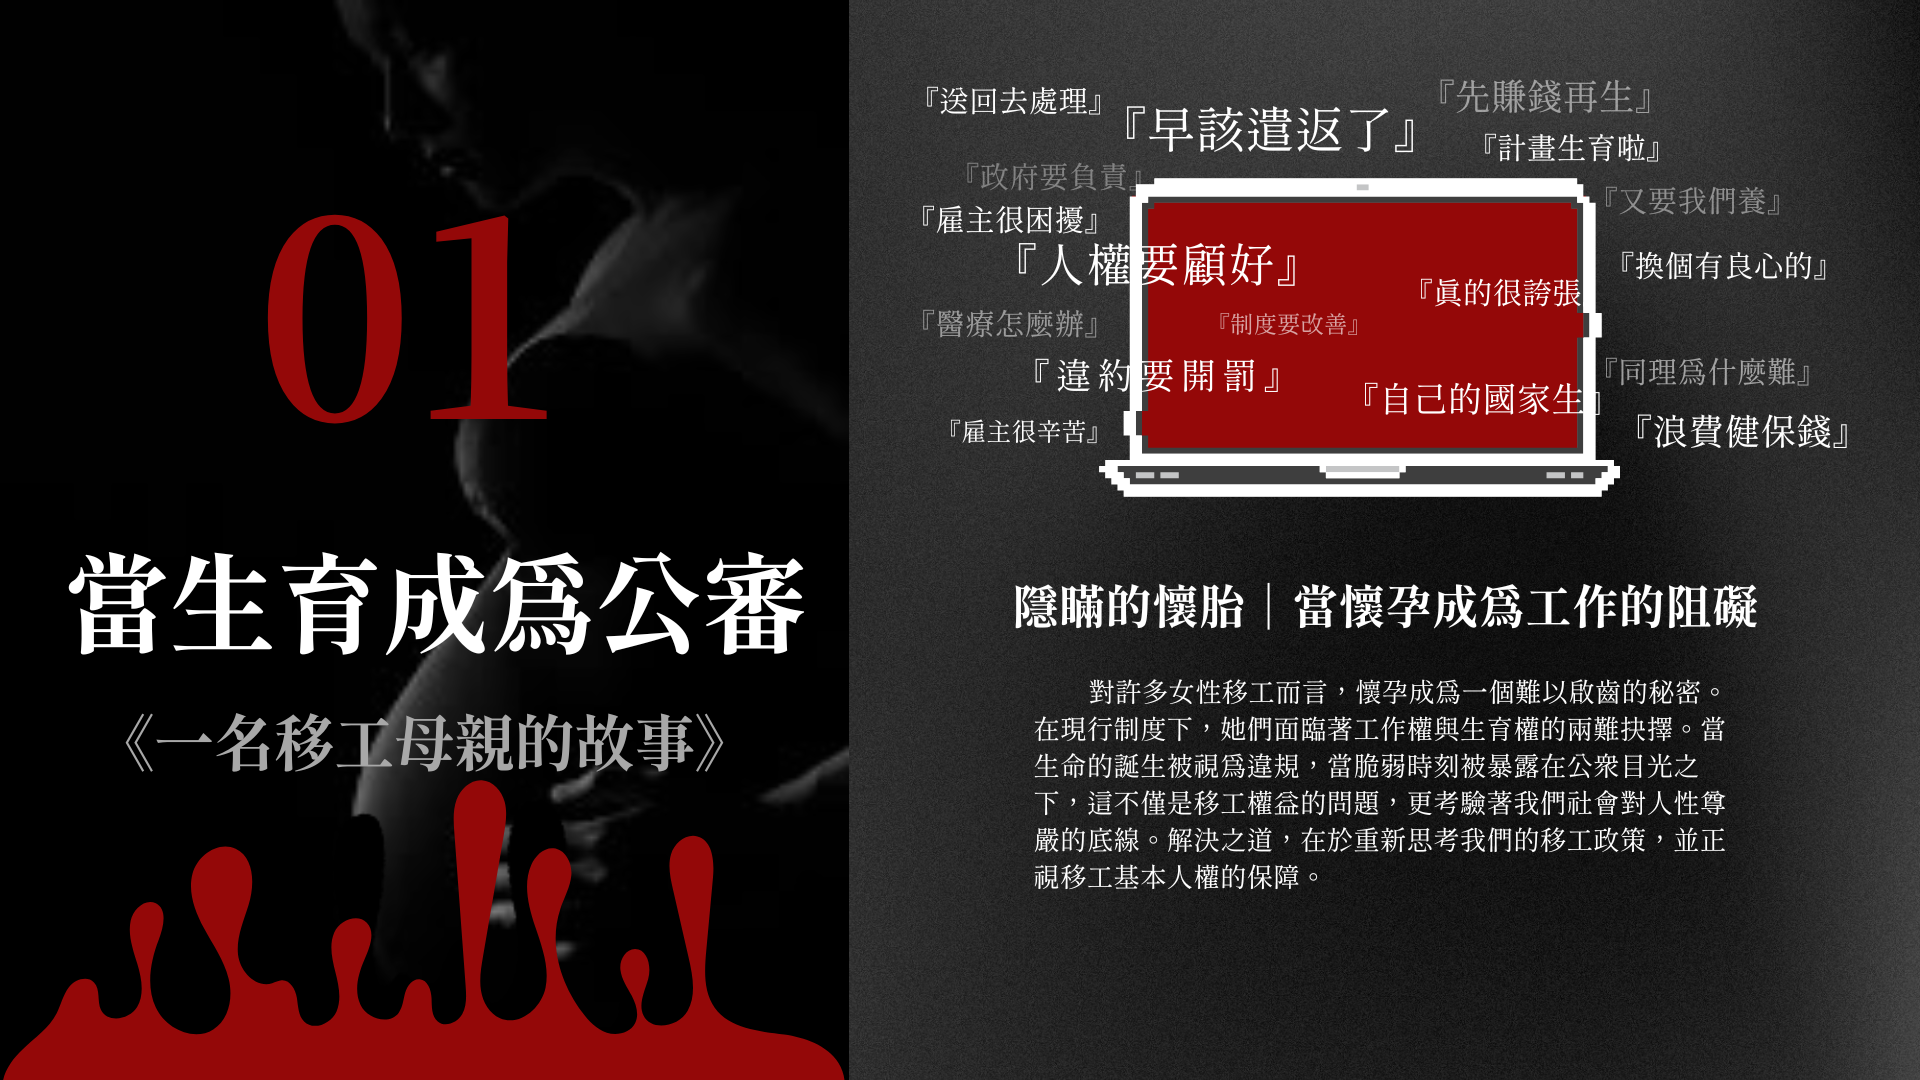 01
當生育成爲公審
《一名移工母親的故事》
『送回去處理』
『早該遣返了』
『先賺錢再生』
『計畫生育啦』
『政府要負責』
『又要我們養』
『雇主很困擾』
『人權要顧好』
『換個有良心的』
『眞的很誇張
『醫療怎麼辦』
『制度要改善』
『違約要開罰』
『同理爲什麼難』
『自己的國家生』
『雇主很辛苦』
『浪費健保錢』
隱瞞的懷胎｜當懷孕成爲工作的阻礙
對許多女性移工而言，懷孕成爲一個難以啟齒的秘密。
在現行制度下，她們面臨著工作權與生育權的兩難抉擇。當
生命的誕生被視爲違規，當脆弱時刻被暴露在公衆目光之
下，這不僅是移工權益的問題，更考驗著我們社會對人性尊
嚴的底線。解決之道，在於重新思考我們的移工政策，並正
視移工基本人權的保障。